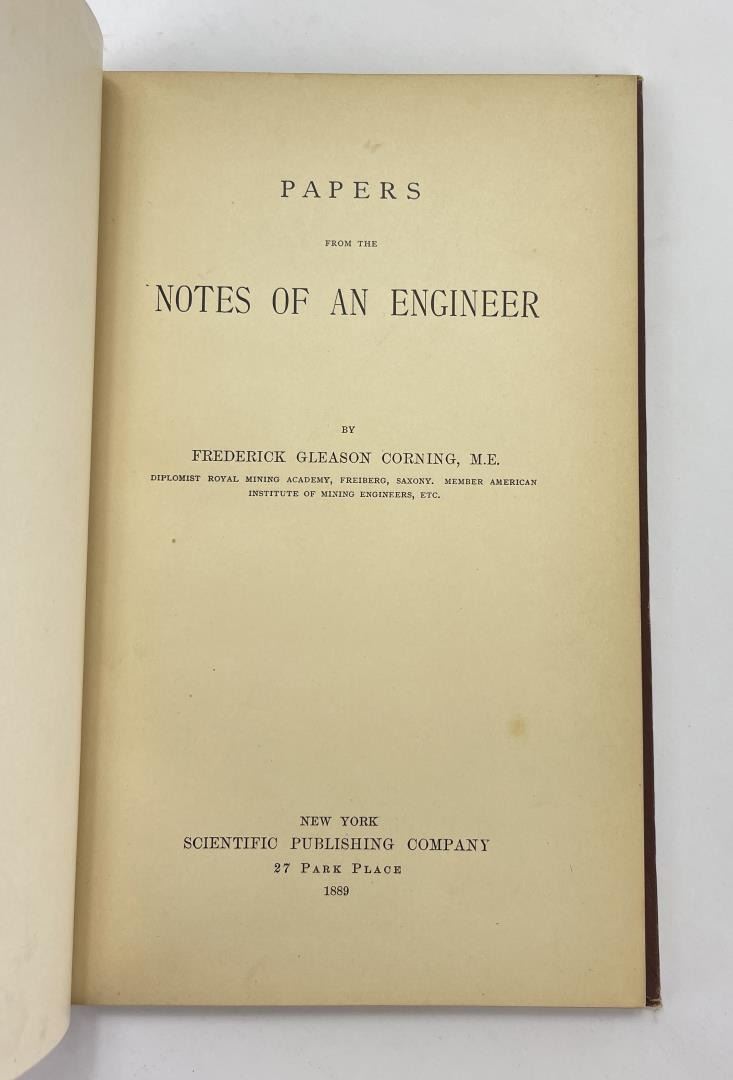 PAPERS
FROM THE
NOTES OF AN ENGINEER
BY
FREDERICK GLEASON CORNING, M.E.
DIPLOMIST ROYAL MINING ACADEMY, FREIBERG, SAXONY. MEMBER AMERICAN
INSTITUTE OF MINING ENGINEERS, ETC.
NEW YORK
SCIENTIFIC PUBLISHING COMPANY
27 PARK PLACE
1889